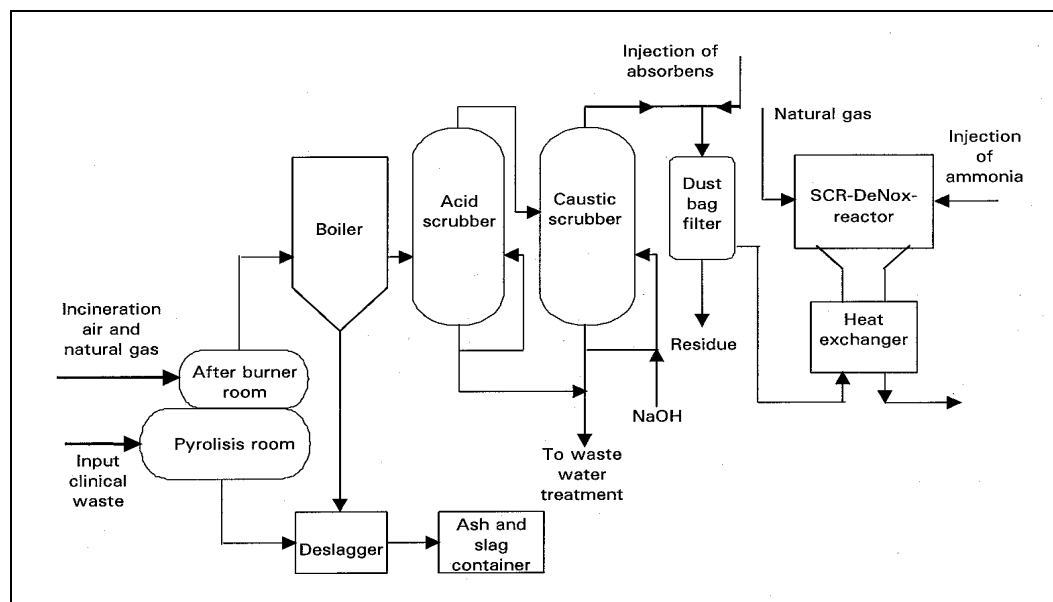 Injection of
absorbens
Natural gas
Injection
of
ammonia
Acid
scrubber
Caustic
scrubber
Dust
bag
filter
SCR-DeNox-
reactor
Boiler
Incineration
air and
natural gas
After burner
room
Residue
Heat
exchanger
Pyrolisis room
NaOH
Input
clinical
waste
To waste
water
treatment
Deslagger
Ash and
slag
container